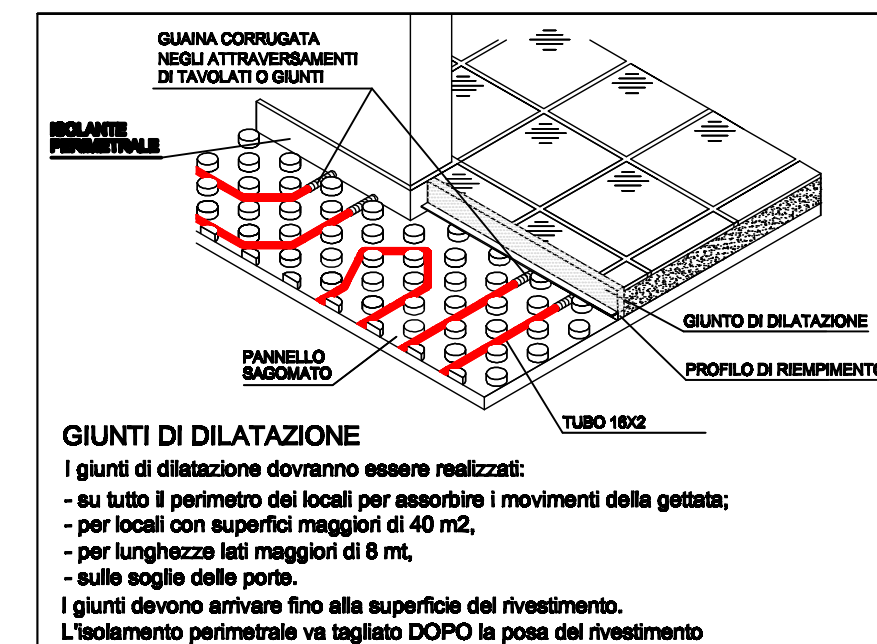 GUAINA CORRUGATA
NEGLI ATTRAVERSAMENTI
DI TAVOLATI O GIUNTI
ISOLANTE
PERIMETRALE
GIUNTO DI DILATAZIONE
PROFILO DI RIEMPIMENTO
PANNELLO
SAGOMATO
TUBO 16X2
GIUNTI DI DILATAZIONE
I giunti di dilatazione dovranno essere realizzati:
- su tutto il perimetro dei locali per assorbire i movimenti della gettata;
- per locali con superfici maggiori di 40 m2,
- per lunghezze lati maggiori di 8 mt,
- sulle soglie delle porte.
I giunti devono arrivare fino alla superficie del rivestimento.
L'isolamento perimetrale va tagliato DOPO la posa del rivestimento